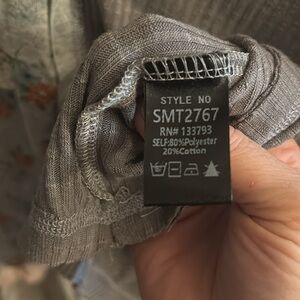 STYLE NO
SMT2767
RN# 133793
SELF:80%Polyester
20%Cotton